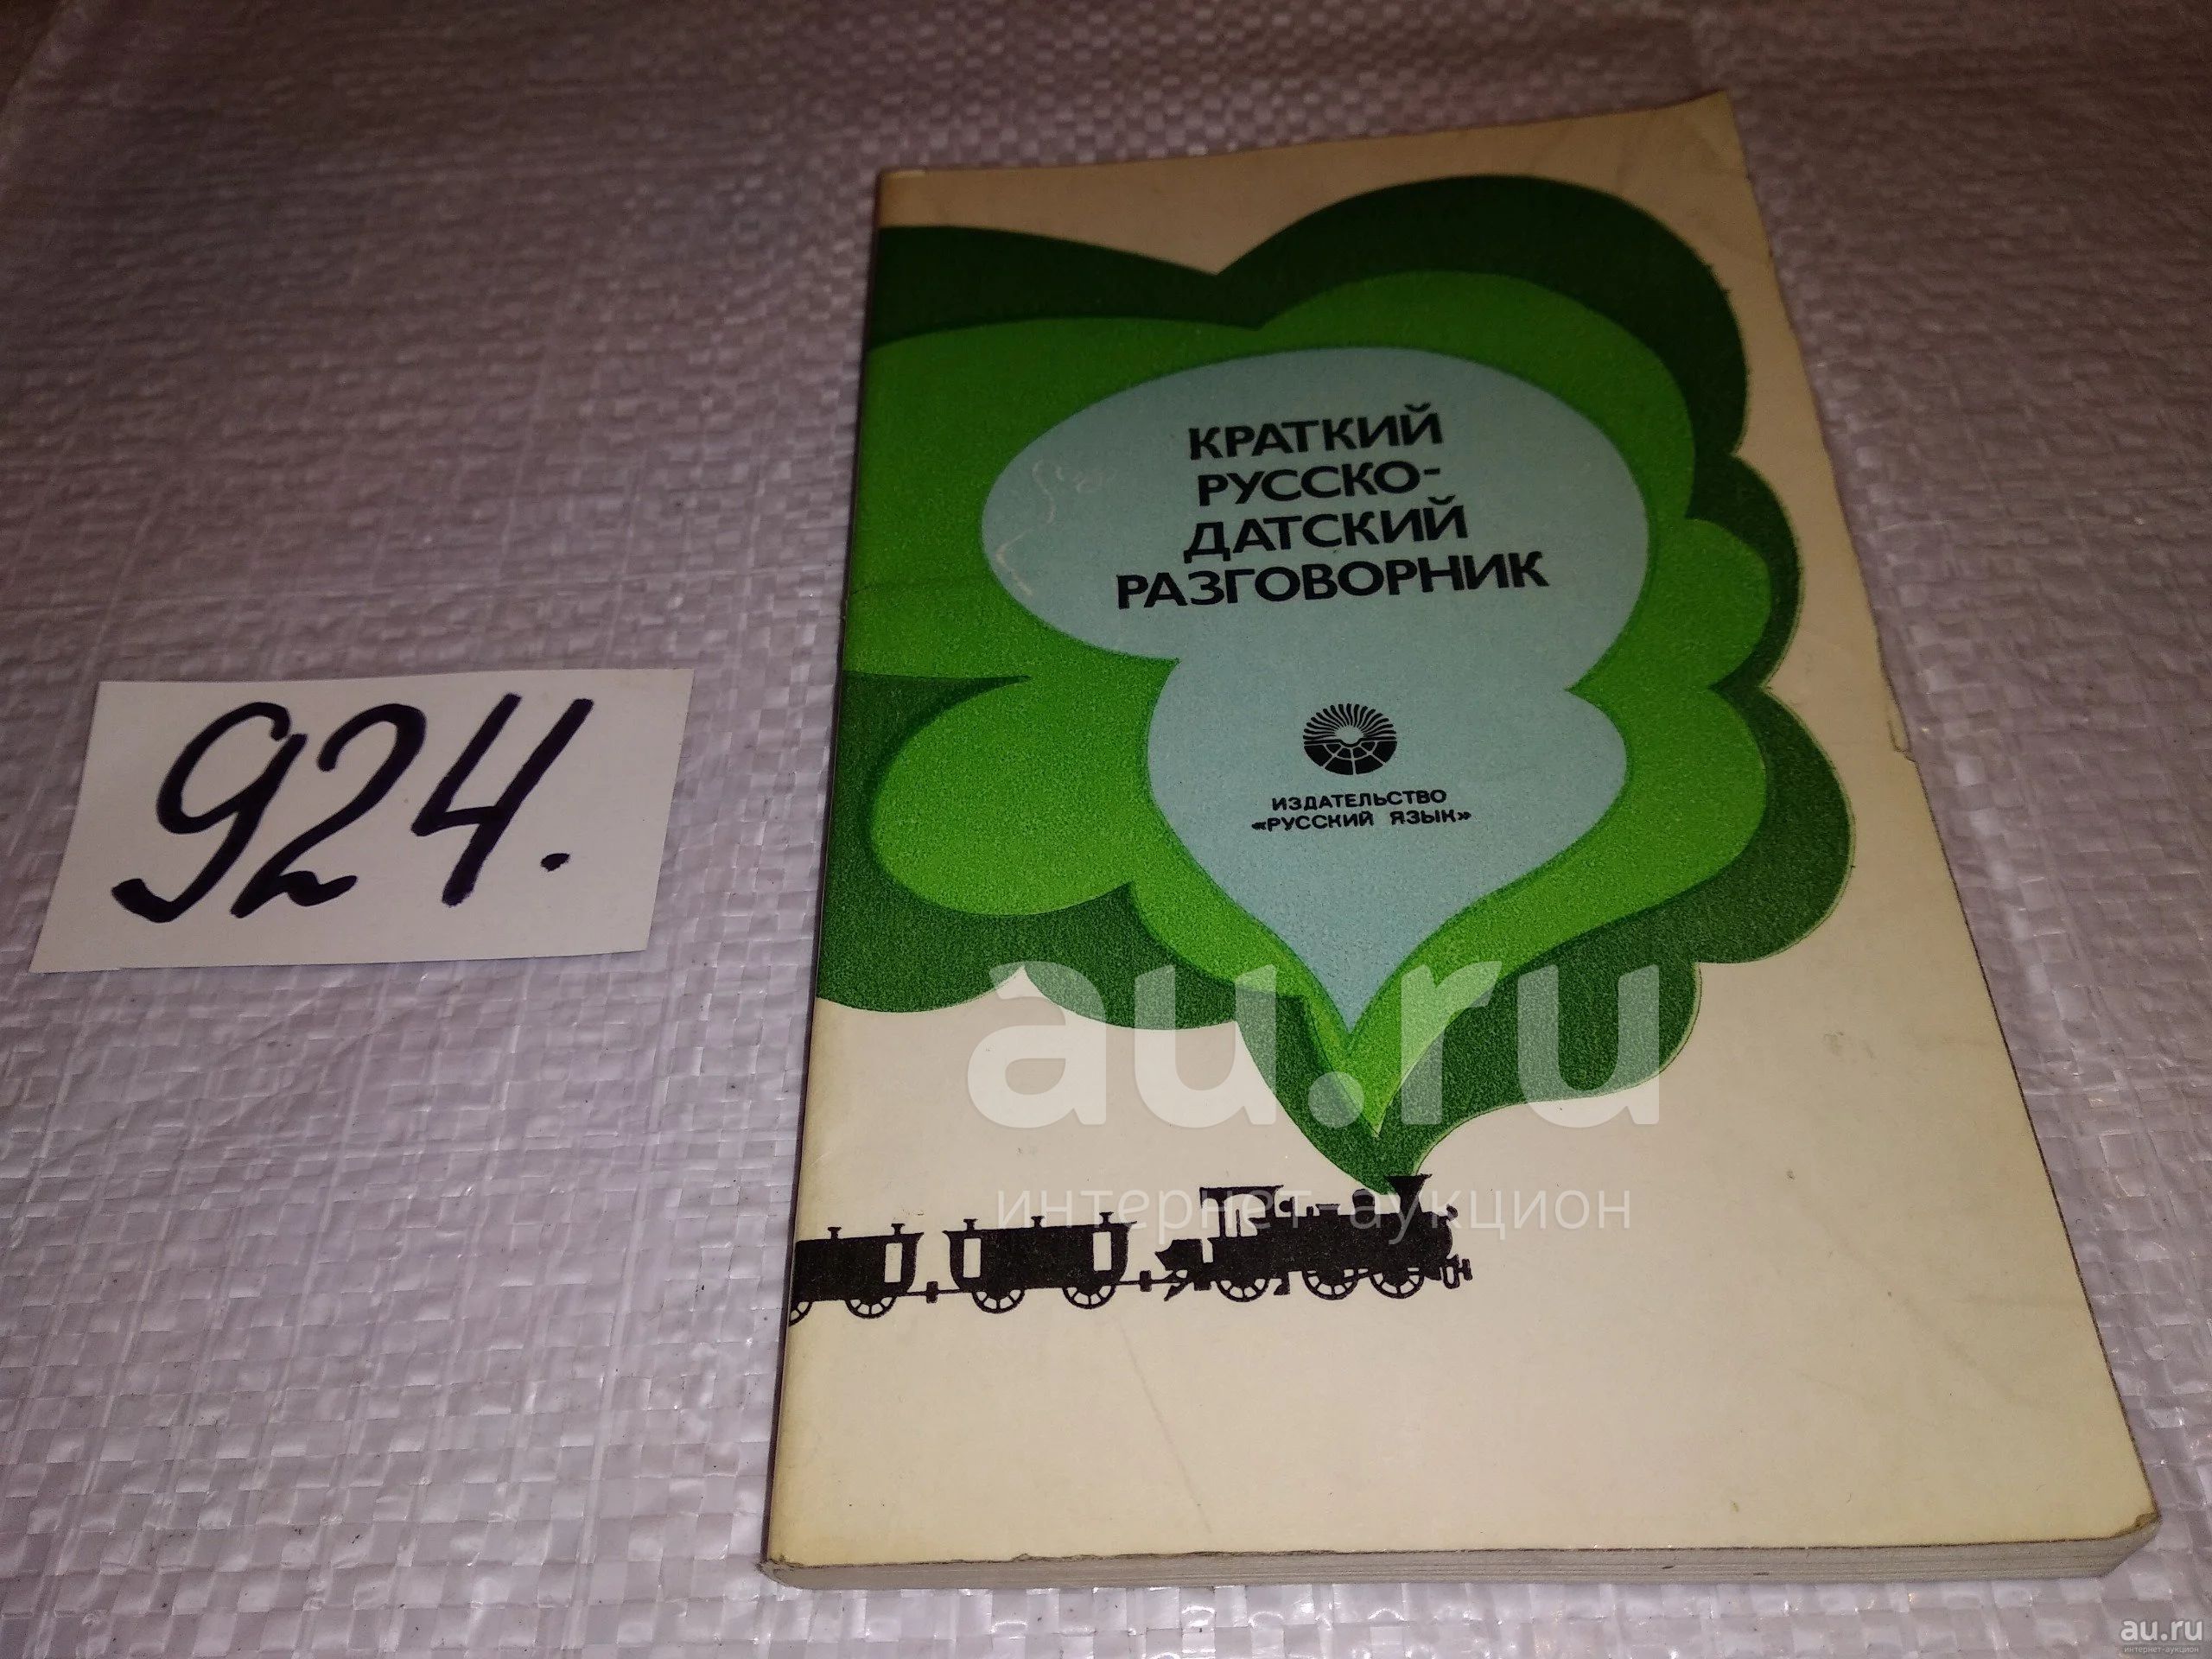 КРАТКИЙ
РУССКО-
ДАТСКИЙ
РАЗГОВОРНИК
ИЗДАТЕЛЬСТВО
«РУССКИЙ ЯЗЫК»
924.
au.ru
интернет-аукцион
au.ru
интернет-аукцион